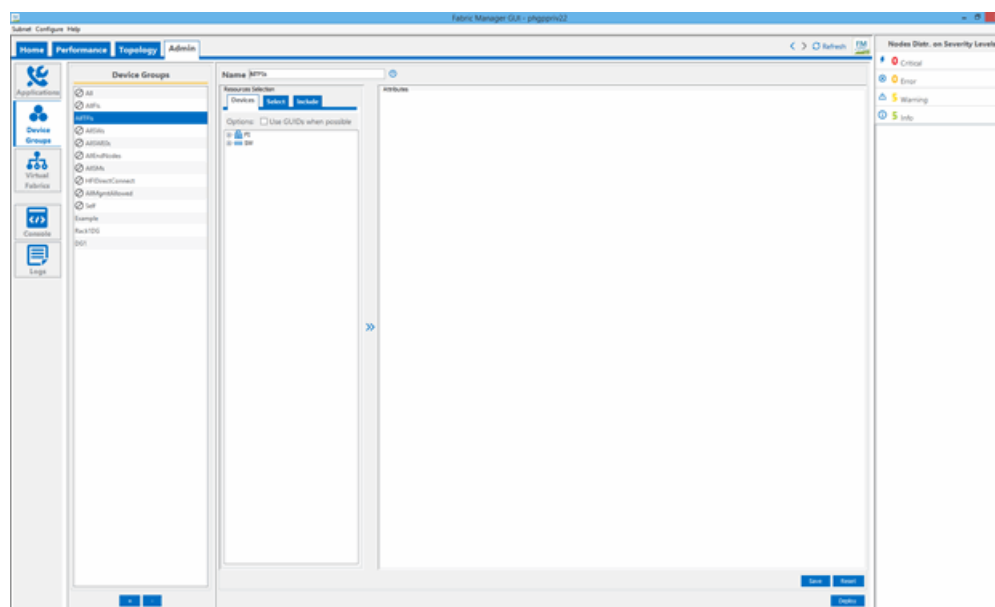 Fabric Manager GUI - phgppriv22
Subnet Configure Help
Home Performance Topology Admin
Refresh
Nodes Distr. on Severity Levels
0 Critical
0 Error
5 Warning
5 Info
Applications
Device
Groups
Virtual
Fabrics
Console
Logs
Device Groups
All
AllFIs
AllTFIs
AllSWs
AllSWE0s
AllEndNodes
AllSMs
HFIDirectConnect
AllMgmtAllowed
Self
Example
Rack1DG
DG1
Name AllTFIs
Resources Selection
Devices Select Include
Options: Use GUIDs when possible
FI
SW
Attributes
Save Reset
Deploy